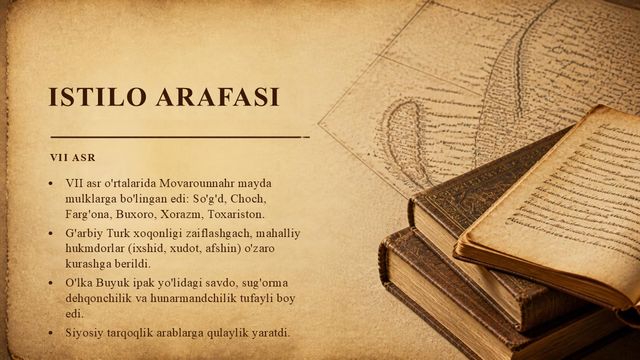 ISTILO ARAFASI
VII ASR
• VII asr o'rtalarida Movarounnahr mayda
mulklarga bo'lingan edi: So'g'd, Choch,
Farg'ona, Buxoro, Xorazm, Toxariston.
• G'arbiy Turk xoqonligi zaiflashgach, mahalliy
hukmdorlar (ixshid, xudot, afshin) o'zaro
kurashga berildi.
• O'lka Buyuk ipak yo'lidagi savdo, sug'orma
dehqonchilik va hunarmandchilik tufayli boy
edi.
• Siyosiy tarqoqlik arablarga qulaylik yaratdi.